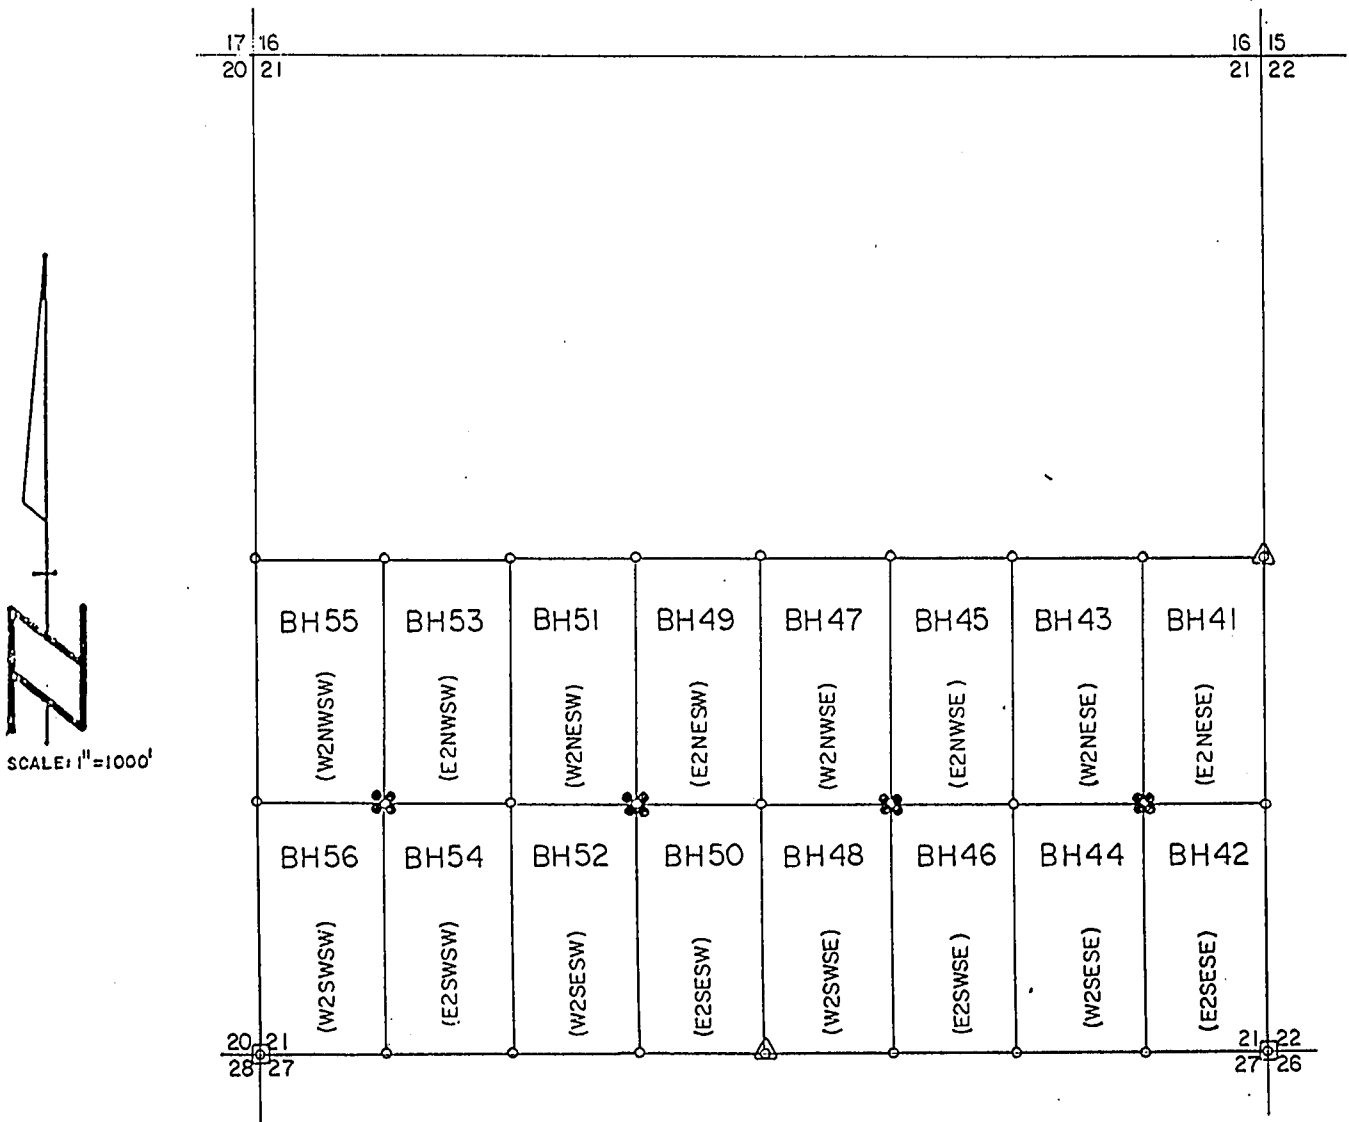 17 16
16 15
20 21
21 22
BH55 BH53 BH51 BH49 BH47 BH45 BH43 BH41
(W2NWSW) (E2NWSW) (W2NESW) (E2NESW) (W2NWSE) (E2NWSE) (W2NESE) (E2NESE)
N
SCALE: 1"=1000'
BH56 BH54 BH52 BH50 BH48 BH46 BH44 BH42
(W2SWSW) (E2SWSW) (W2SESW) (E2SESW) (W2SWSE) (E2SWSE) (W2SESE) (E2SESE)
20 21
21 22
28 27
27 26